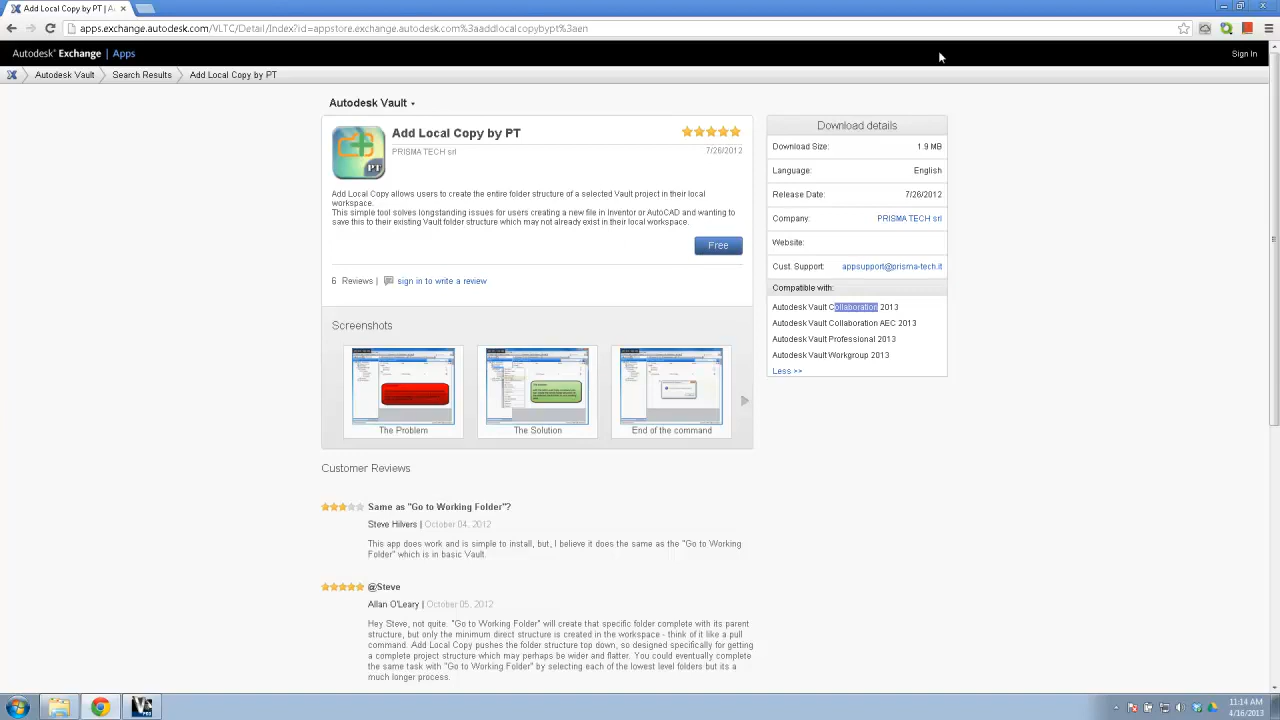 Add Local Copy by PT | A
apps.exchange.autodesk.com/VLTC/Detail/Index?id=appstore.exchange.autodesk.com%3aaddlocalcopybypt%3aen
Autodesk® Exchange | Apps
Sign In
Autodesk Vault
Search Results
Add Local Copy by PT
Autodesk Vault
Add Local Copy by PT
PRISMA TECH srl
7/26/2012
PT
Add Local Copy allows users to create the entire folder structure of a selected Vault project in their local
workspace.
This simple tool solves longstanding issues for users creating a new file in Inventor or AutoCAD and wanting to
save this to their existing Vault folder structure which may not already exist in their local workspace.
Free
6 Reviews | sign in to write a review
Screenshots
The Problem
The Solution
End of the command
Download details
Download Size: 1.9 MB
Language: English
Release Date: 7/26/2012
Company: PRISMA TECH srl
Website:
Cust. Support: appsupport@prisma-tech.it
Compatible with:
Autodesk Vault Collaboration 2013
Autodesk Vault Collaboration AEC 2013
Autodesk Vault Professional 2013
Autodesk Vault Workgroup 2013
Less >>
Customer Reviews
Same as "Go to Working Folder"?
Steve Hilvers | October 04, 2012
This app does work and is simple to install, but, I believe it does the same as the "Go to Working
Folder" which is in basic Vault.
@Steve
Allan O'Leary | October 05, 2012
Hey Steve, not quite. "Go to Working Folder" will create that specific folder complete with its parent
structure, but only the minimum direct structure is created in the workspace - think of it like a pull
command. Add Local Copy pushes the folder structure top down, so designed specifically for getting
a complete project structure which may perhaps be wider and flatter. You could eventually complete
the same task with "Go to Working Folder" by selecting each of the lowest level folders but its a
much longer process.
11:14 AM
4/16/2013